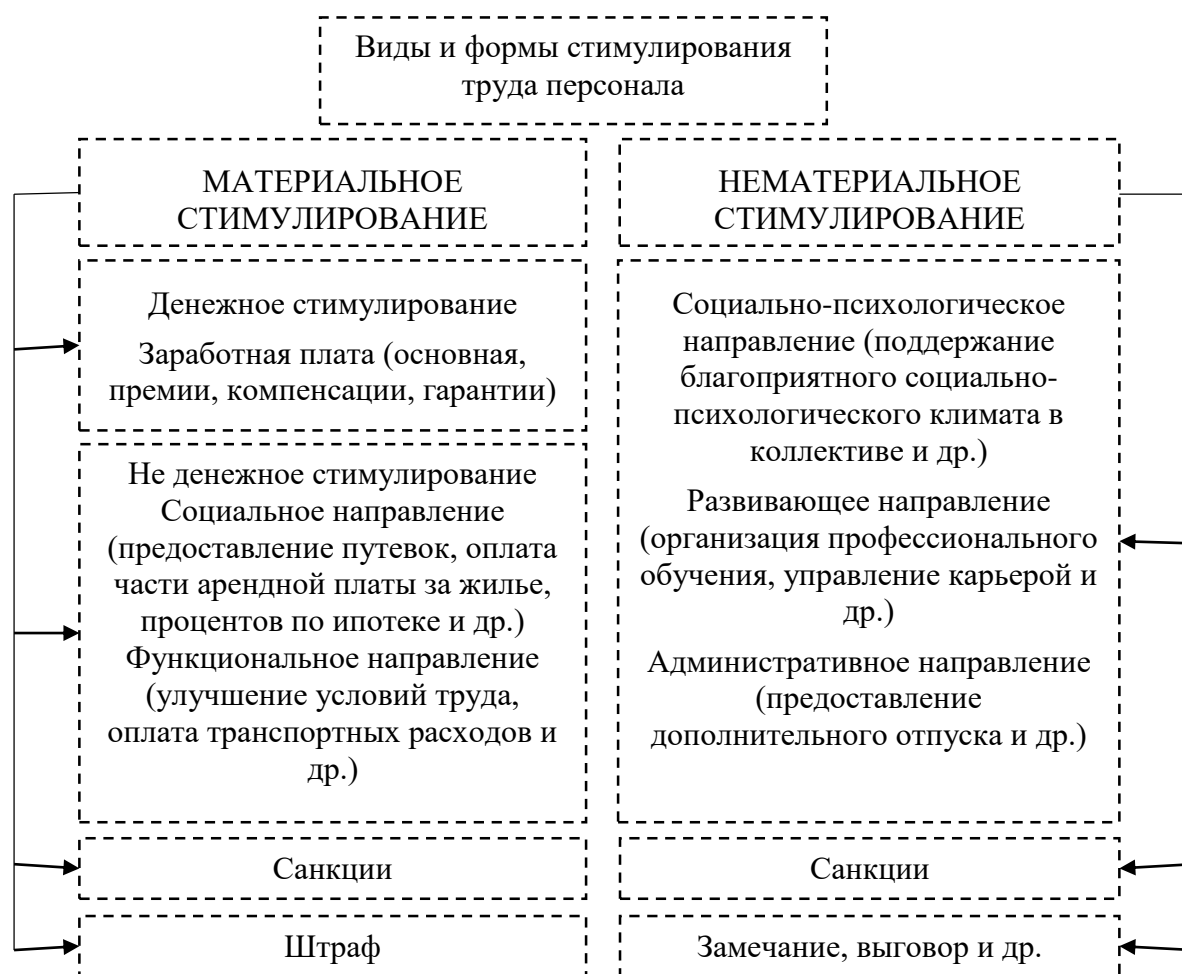 Виды и формы стимулирования
труда персонала
МАТЕРИАЛЬНОЕ
СТИМУЛИРОВАНИЕ
Денежное стимулирование
Заработная плата (основная,
премии, компенсации, гарантии)
Не денежное стимулирование
Социальное направление
(предоставление путевок, оплата
части арендной платы за жилье,
процентов по ипотеке и др.)
Функциональное направление
(улучшение условий труда,
оплата транспортных расходов и
др.)
Санкции
Штраф
НЕМАТЕРИАЛЬНОЕ
СТИМУЛИРОВАНИЕ
Социально-психологическое
направление (поддержание
благоприятного социально-
психологического климата в
коллективе и др.)
Развивающее направление
(организация профессионального
обучения, управление карьерой и
др.)
Административное направление
(предоставление
дополнительного отпуска и др.)
Санкции
Замечание, выговор и др.